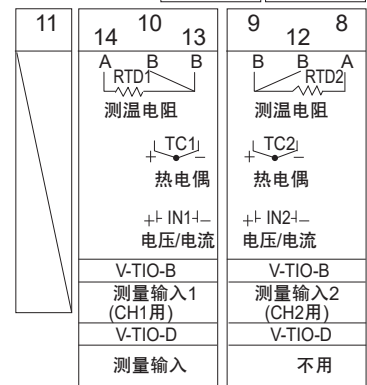 11
14 10 13
9 12 8
A B B
RTD1
测温电阻
B B A
RTD2
测温电阻
TC1
+ –
热电偶
TC2
+ –
热电偶
+ IN1 –
电压/电流
+ IN2 –
电压/电流
V-TIO-B
测量输入1
(CH1用)
V-TIO-D
测量输入
V-TIO-B
测量输入2
(CH2用)
V-TIO-D
不用